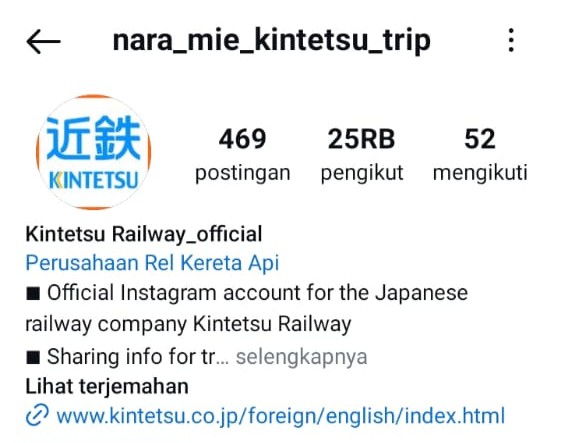 nara_mie_kintetsu_trip
近鉄
KINTETSU
469 25RB 52
postingan pengikut mengikuti
Kintetsu Railway_official
Perusahaan Rel Kereta Api
■ Official Instagram account for the Japanese
railway company Kintetsu Railway
■ Sharing info for tr... selengkapnya
Lihat terjemahan
www.kintetsu.co.jp/foreign/english/index.html